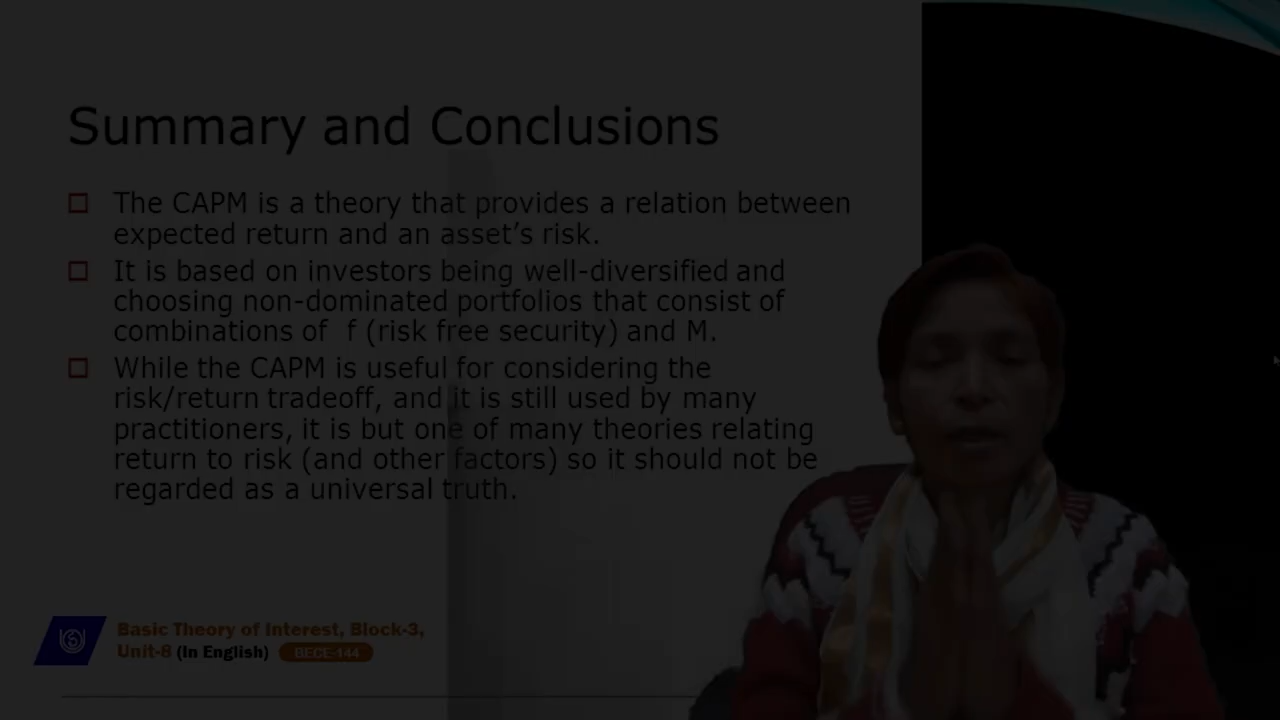 Summary and Conclusions
The CAPM is a theory that provides a relation between
expected return and an asset’s risk.
It is based on investors being well-diversified and
choosing non-dominated portfolios that consist of
combinations of f (risk free security) and M.
While the CAPM is useful for considering the
risk/return tradeoff, and it is still used by many
practitioners, it is but one of many theories relating
return to risk (and other factors) so it should not be
regarded as a universal truth.
Basic Theory of Interest, Block-3,
Unit-8 (In English) BECE-144